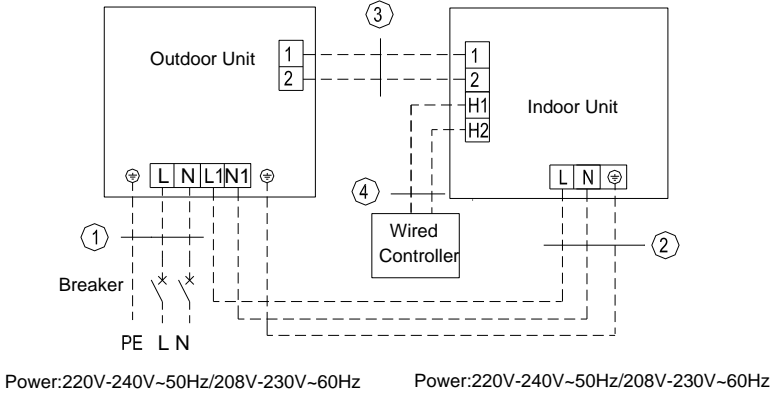 3
Outdoor Unit
1
2
1
2
H1
H2
Indoor Unit
L N L1 N1
L N
4
1
Wired
Controller
2
Breaker
PE L N
Power:220V-240V~50Hz/208V-230V~60Hz
Power:220V-240V~50Hz/208V-230V~60Hz